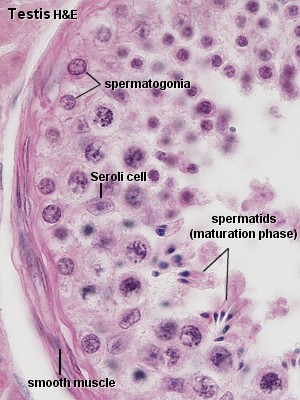 Testis H&E
spermatogonia
Seroli cell
spermatids
(maturation phase)
smooth muscle